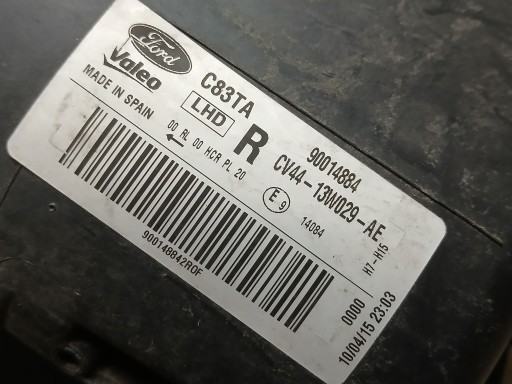 Ford
Valeo
MADE IN SPAIN
C83TA
LHD
R
00 RL 00 HCR PL 20
90014884
CV44-13W029-AE
E 9
14084
H7-H15
900148842R0F
0000
10/04/15 23:03